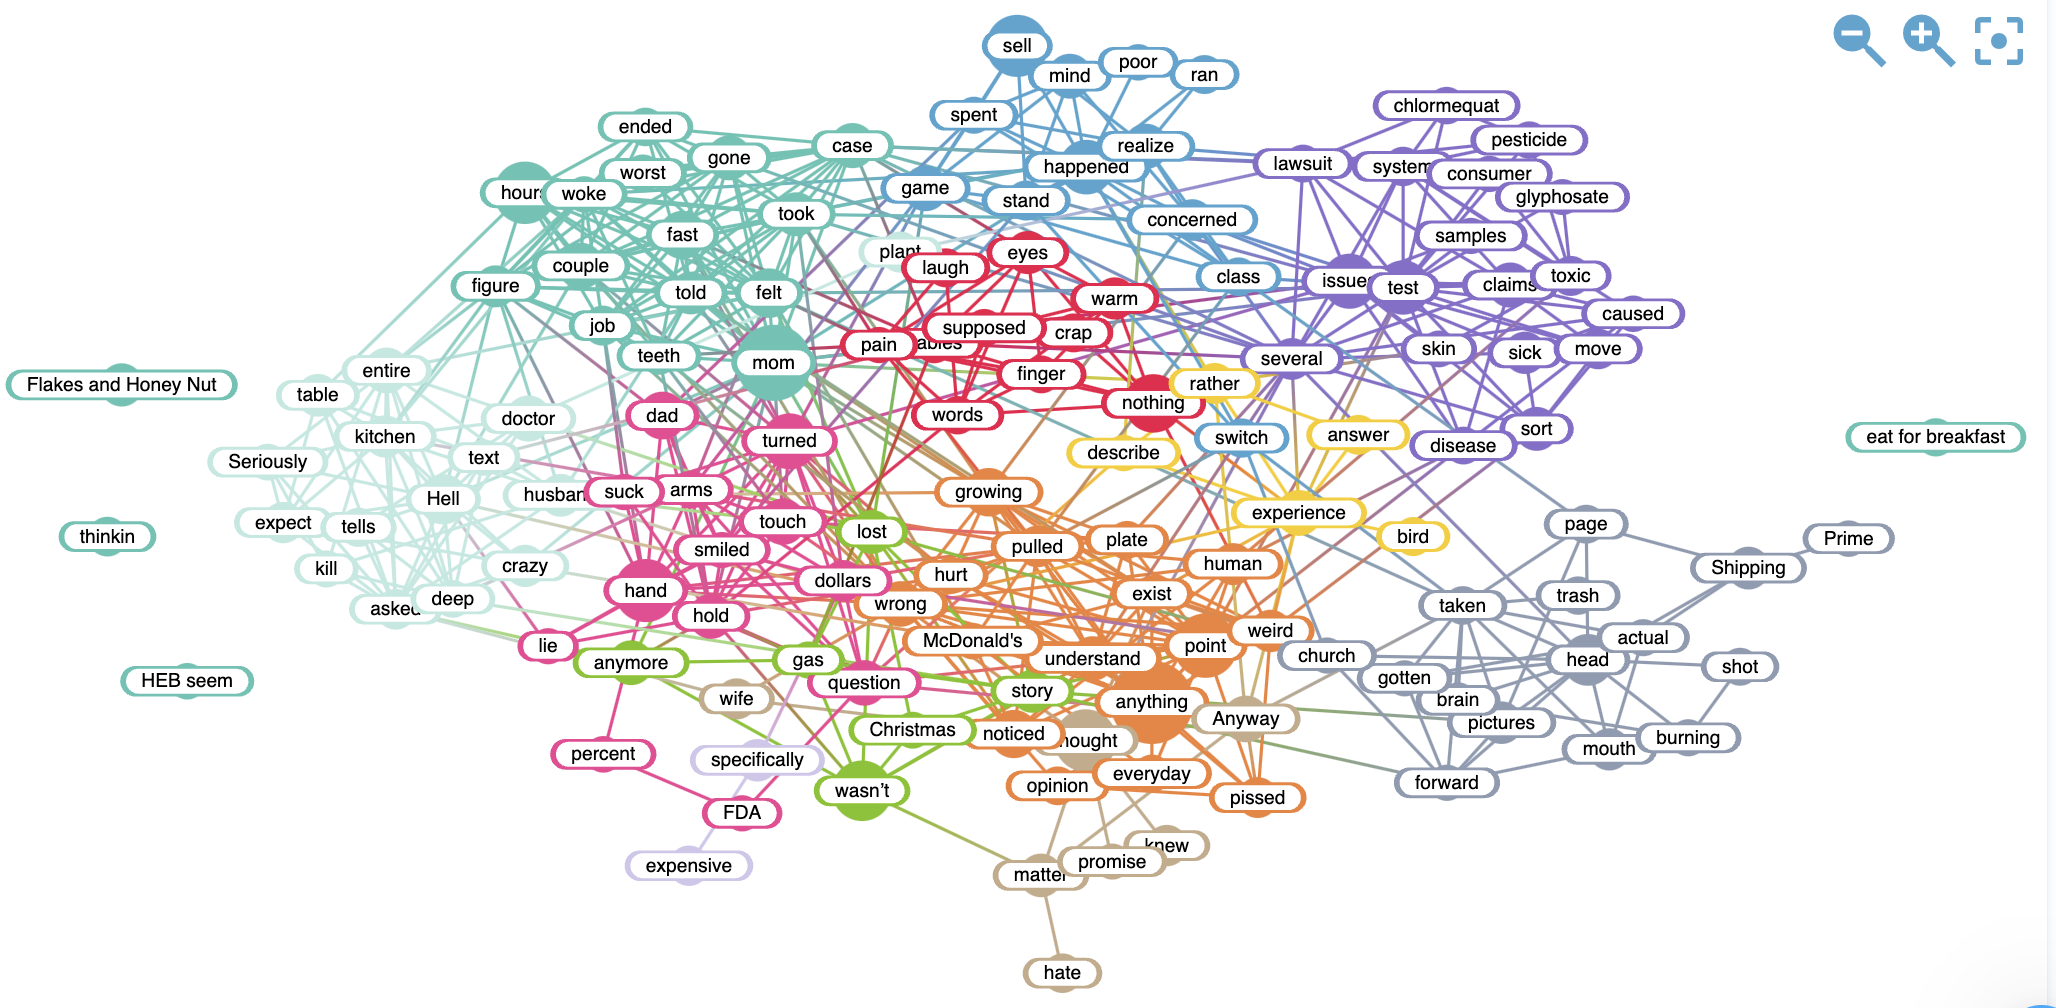 sell
mind
poor
ran
spent
chlormequat
ended
pesticide
case
realize
gone
happened
lawsuit
system
consumer
worst
hours
woke
game
stand
glyphosate
took
concerned
fast
samples
plant
eyes
laugh
couple
class
issue
test
claims
toxic
figure
told
felt
warm
caused
job
supposed
crap
pain
ables
teeth
mom
several
skin
sick
move
entire
finger
rather
Flakes and Honey Nut
table
doctor
dad
words
nothing
kitchen
turned
switch
answer
sort
eat for breakfast
describe
disease
Seriously
text
Hell
husban
suck
arms
growing
expect
tells
touch
lost
experience
bird
page
Prime
thinkin
smiled
pulled
plate
kill
crazy
human
Shipping
hand
dollars
hurt
exist
asked
deep
wrong
taken
trash
hold
lie
McDonald's
weird
actual
anymore
gas
understand
point
church
head
shot
HEB seem
question
story
gotten
wife
anything
brain
Christmas
noticed
hought
Anyway
pictures
percent
specifically
everyday
mouth
burning
wasn't
opinion
pissed
forward
FDA
expensive
matter
promise
knew
hate